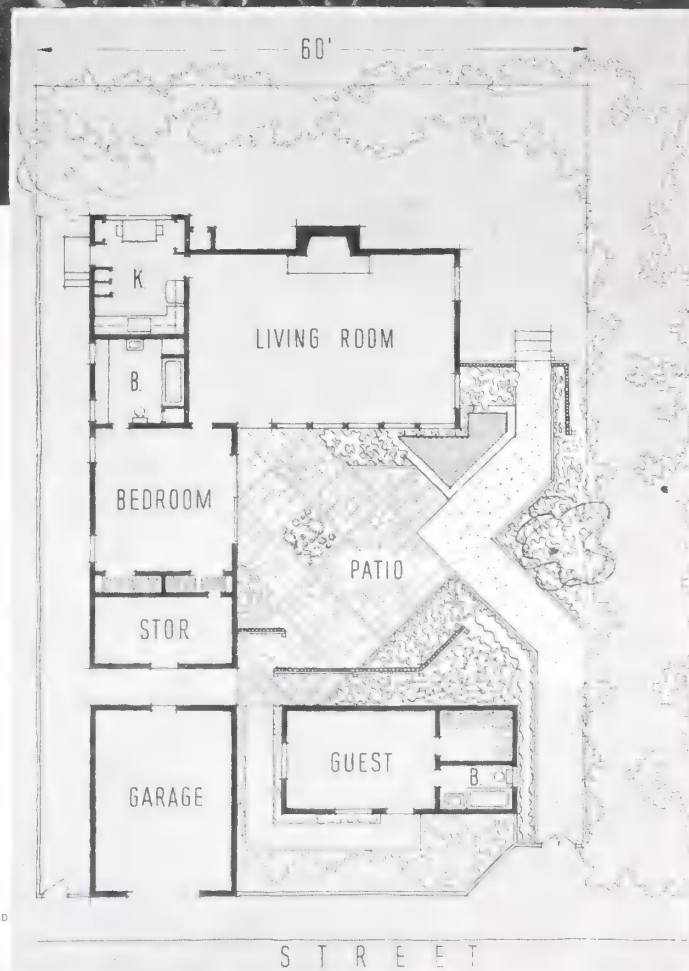 60'
K
LIVING ROOM
B.
BEDROOM
PATIO
STOR
GUEST
B.
GARAGE
D
STREET